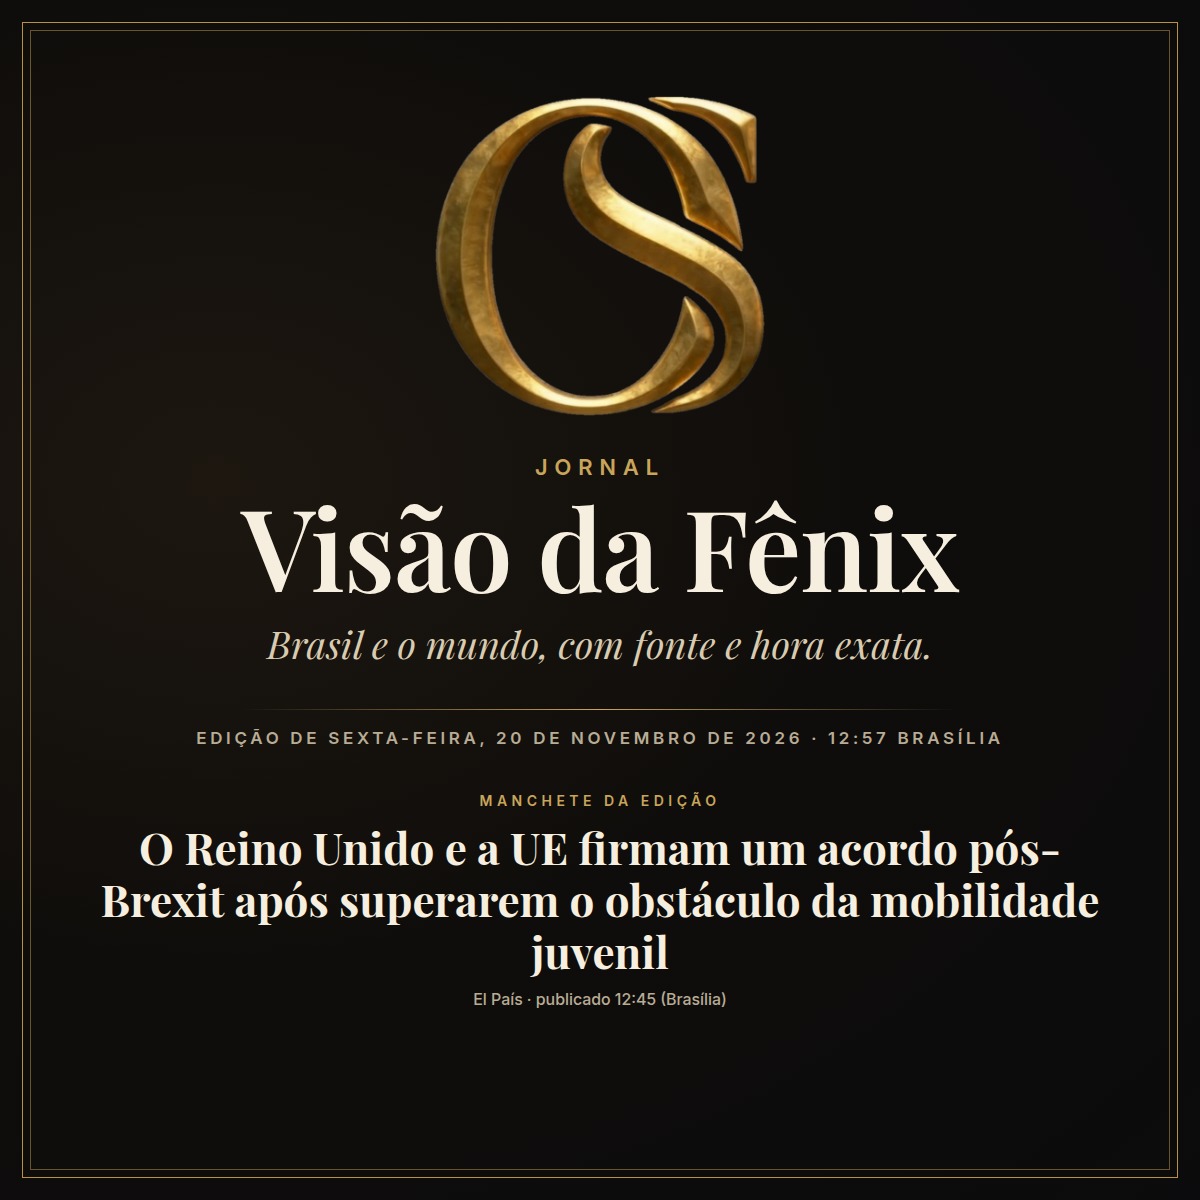 CS
JORNAL
Visão da Fênix
Brasil e o mundo, com fonte e hora exata.
EDIÇÃO DE SEXTA-FEIRA, 20 DE NOVEMBRO DE 2026 · 12:57 BRASÍLIA
MANCHETE DA EDIÇÃO
O Reino Unido e a UE firmam um acordo pós-
Brexit após superarem o obstáculo da mobilidade
juvenil
El País · publicado 12:45 (Brasília)